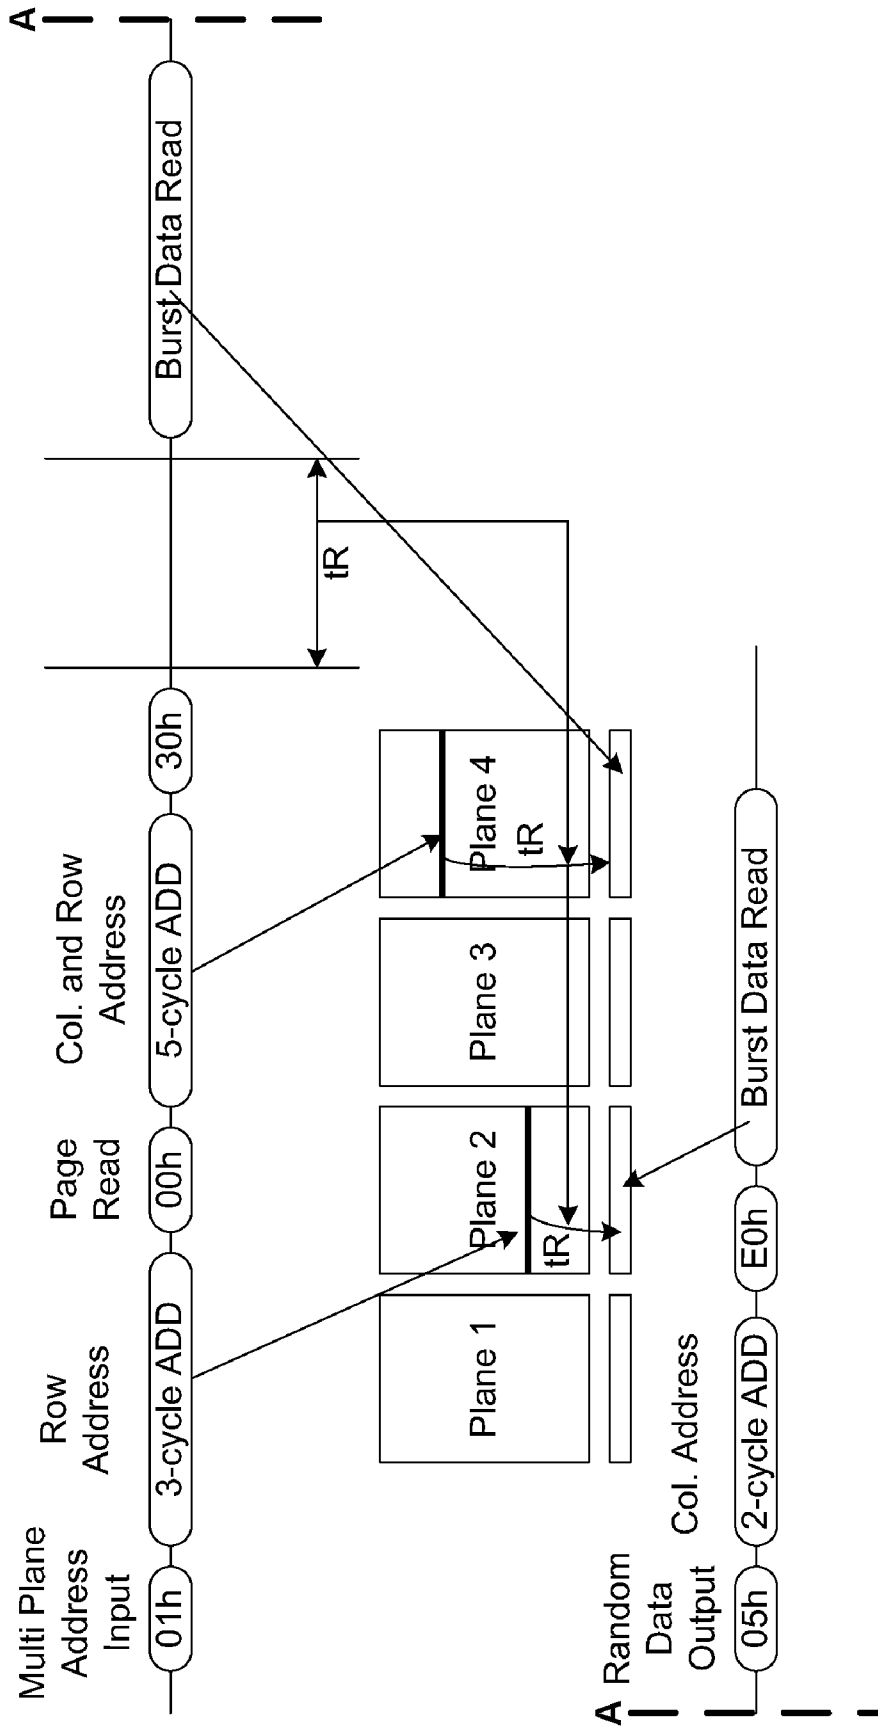 Multi Plane
Address
Input
Row
Address
Page
Read
Col. and Row
Address
A
01h
3-cycle ADD
00h
5-cycle ADD
30h
Burst Data Read
tR
Plane 1
Plane 2
tR
Plane 3
Plane 4
tR
A
Random
Data
Output
Col. Address
05h
2-cycle ADD
E0h
Burst Data Read